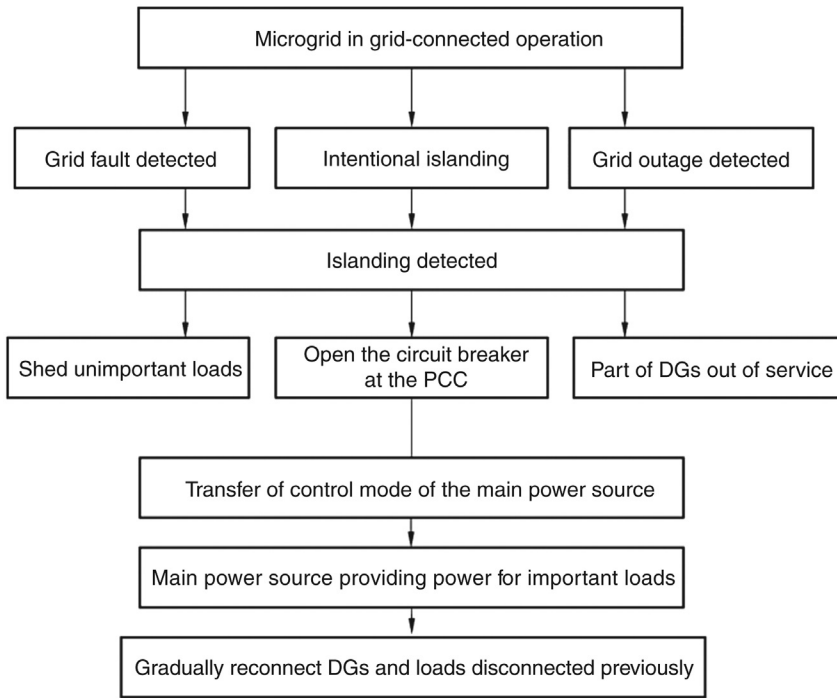 Microgrid in grid-connected operation
Grid fault detected
Intentional islanding
Grid outage detected
Islanding detected
Shed unimportant loads
Open the circuit breaker
at the PCC
Part of DGs out of service
Transfer of control mode of the main power source
Main power source providing power for important loads
Gradually reconnect DGs and loads disconnected previously